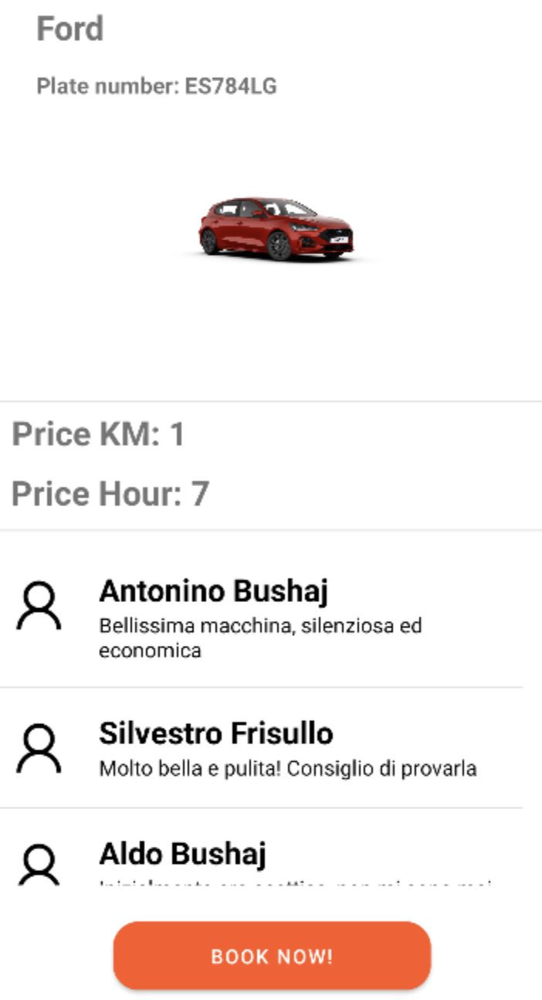 Ford
Plate number: ES784LG
Price KM: 1
Price Hour: 7
Antonino Bushaj
Bellissima macchina, silenziosa ed
economica
Silvestro Frisullo
Molto bella e pulita! Consiglio di provarla
Aldo Bushaj
BOOK NOW!